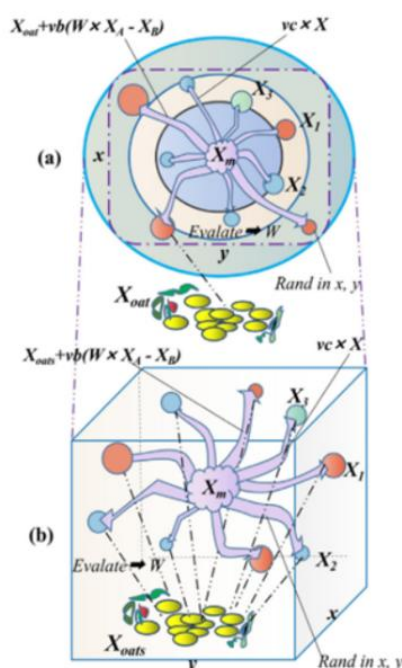 X_oat+vb(W×X_A - X_B)
vc×X
X_3
X_1
(a)
x
X_m
X_2
Evalate ➡ W
y
Rand in x, y
X_oat
X_oats+vb(W×X_A - X_B)
vc×X
X_3
X_1
X_m
(b)
X_2
Evalate ➡ W
x
X_oats
y
Rand in x, y